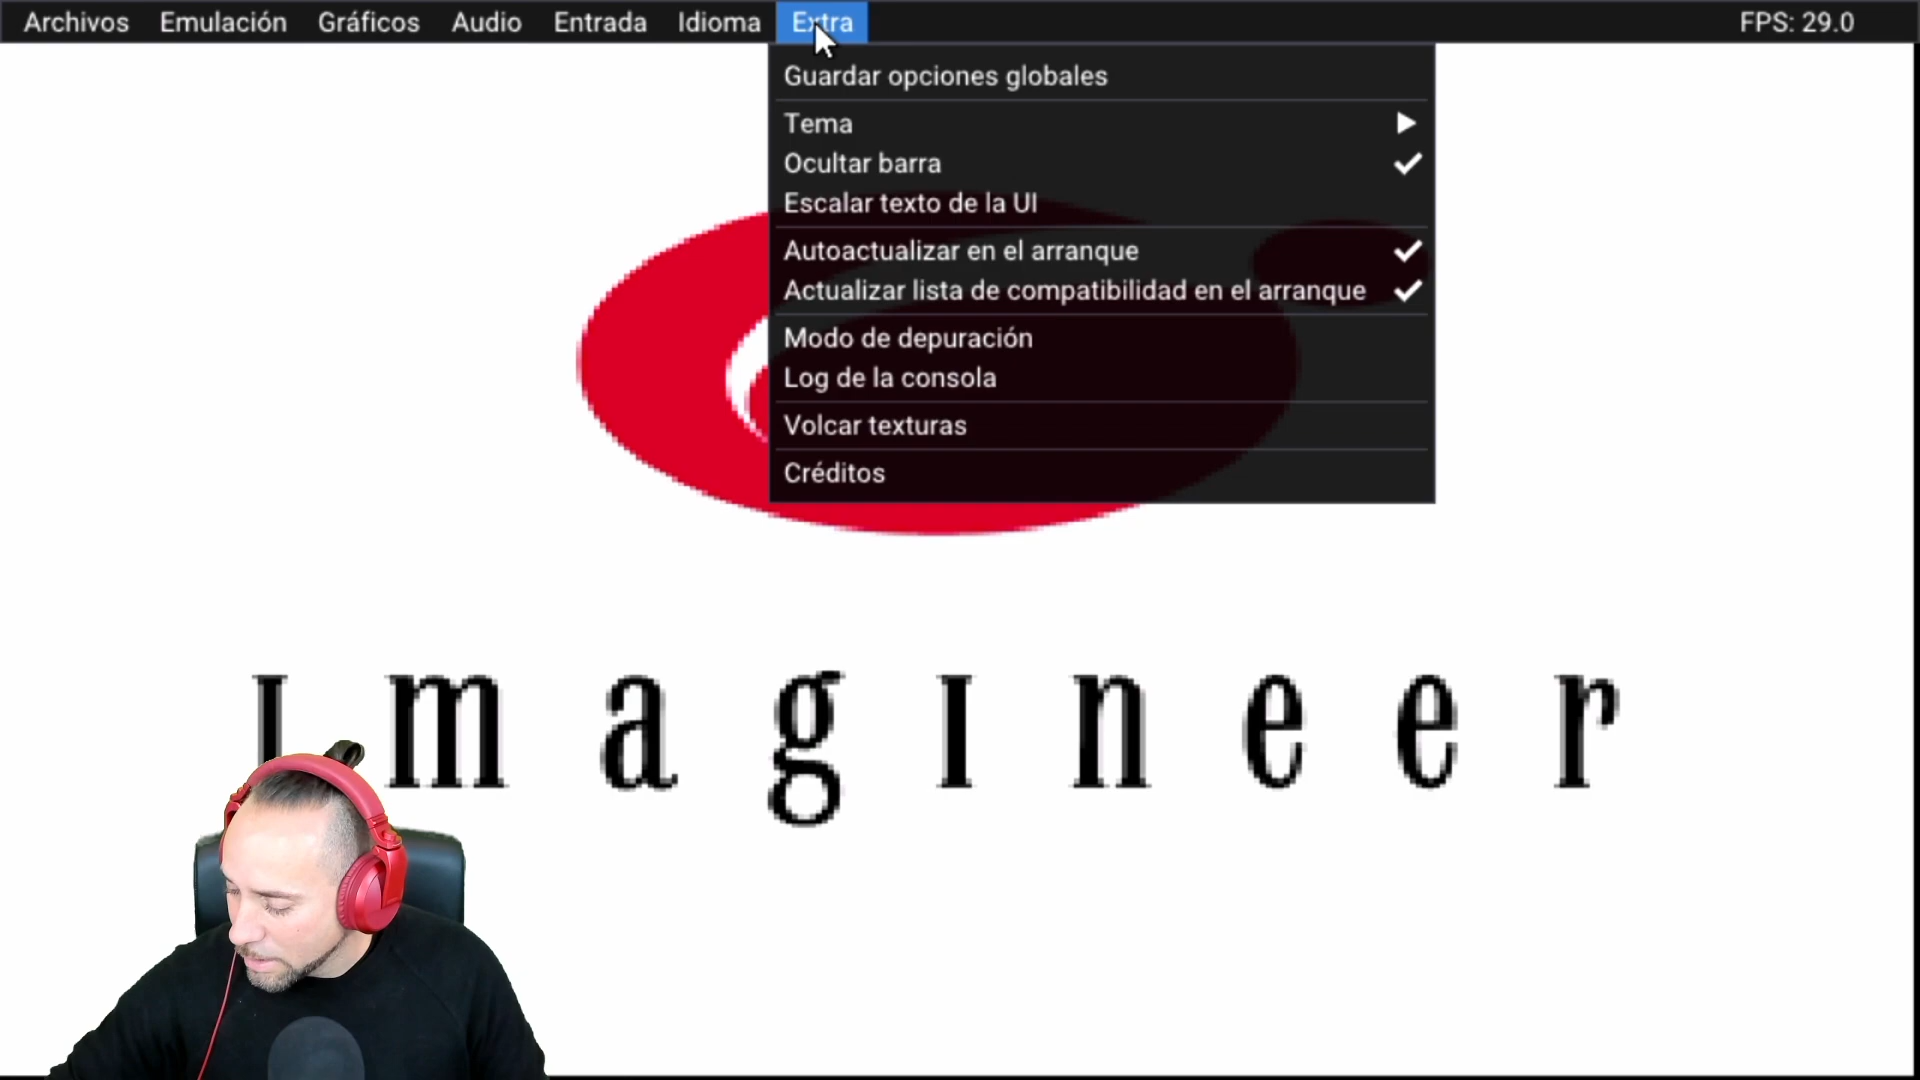 Archivos Emulación Gráficos Audio Entrada Idioma Extra FPS: 29.0
Guardar opciones globales
Tema
Ocultar barra
Escalar texto de la UI
Autoactualizar en el arranque
Actualizar lista de compatibilidad en el arranque
Modo de depuración
Log de la consola
Volcar texturas
Créditos
imagineer